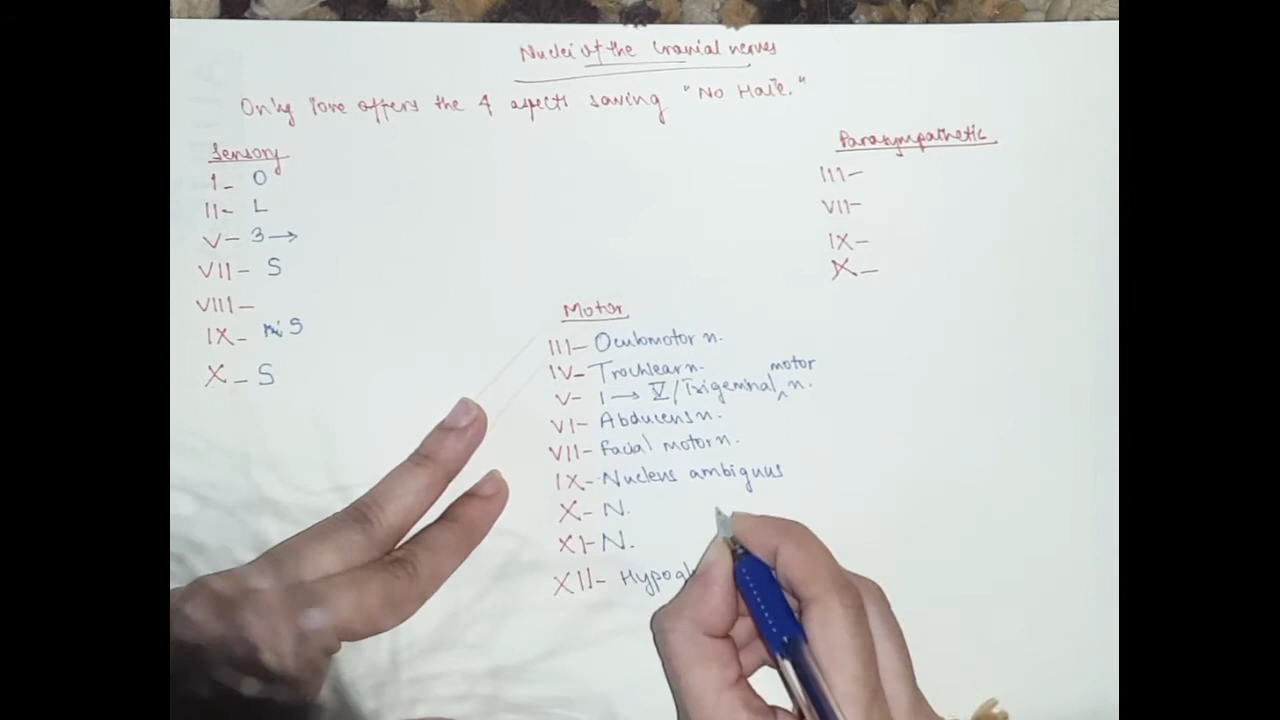 Nuclei of the Cranial nerves
Only love offers the 4 aspects saving "No Hate."
Sensory
I- O
II- L
V- 3→
VII- S
VIII-
IX- S
X- S
Motor
III- Oculomotor n.
IV- Trochlear n.
V- 1→ V/Trigeminal motor n.
VI- Abducens n.
VII- Facial motor n.
IX- Nucleus ambiguus
X- N.
XI- N.
XII- Hypogl
Parasympathetic
III-
VII-
IX-
X-